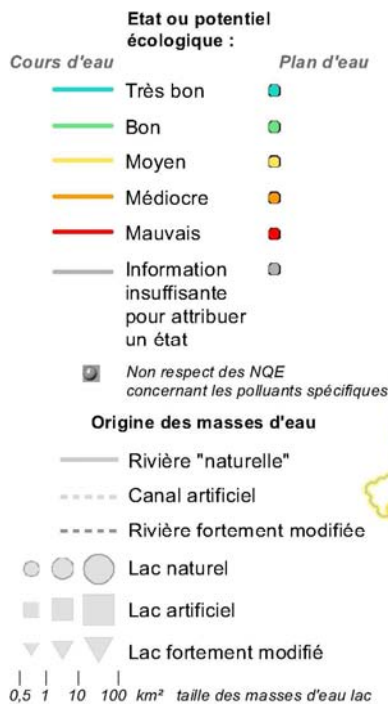 Etat ou potentiel
écologique :
Cours d'eau
Plan d'eau
Très bon
Bon
Moyen
Médiocre
Mauvais
Information
insuffisante
pour attribuer
un état
Non respect des NQE
concernant les polluants spécifiques
Origine des masses d'eau
Rivière "naturelle"
Canal artificiel
Rivière fortement modifiée
Lac naturel
Lac artificiel
Lac fortement modifié
0,5 1 10 100 km² taille des masses d'eau lac